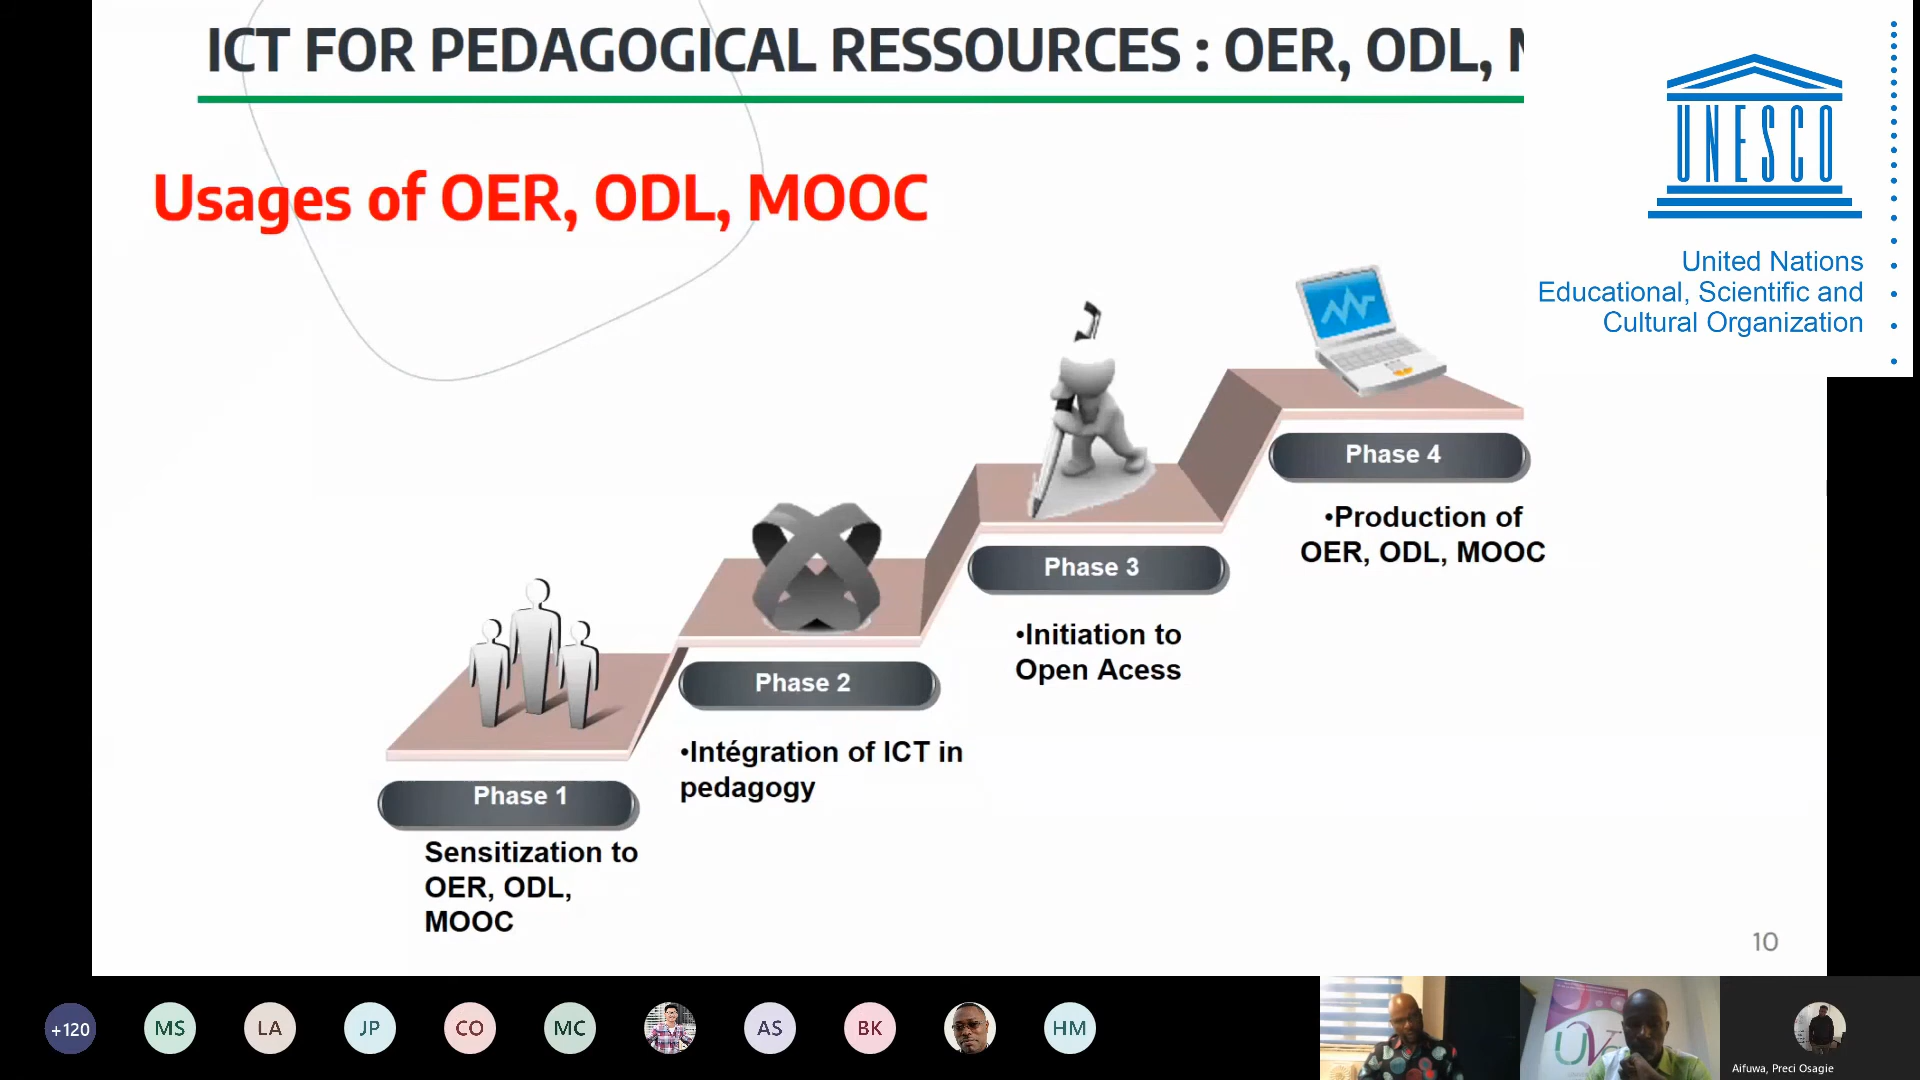 ICT FOR PEDAGOGICAL RESSOURCES : OER, ODL,
UNESCO
United Nations
Educational, Scientific and
Cultural Organization
Usages of OER, ODL, MOOC
Phase 4
•Production of
OER, ODL, MOOC
Phase 3
•Initiation to
Open Acess
Phase 2
•Intégration of ICT in
pedagogy
Phase 1
Sensitization to
OER, ODL,
MOOC
10
+120
MS
LA
JP
CO
MC
AS
BK
HM
UV
Aifuwa, Preci Osagie